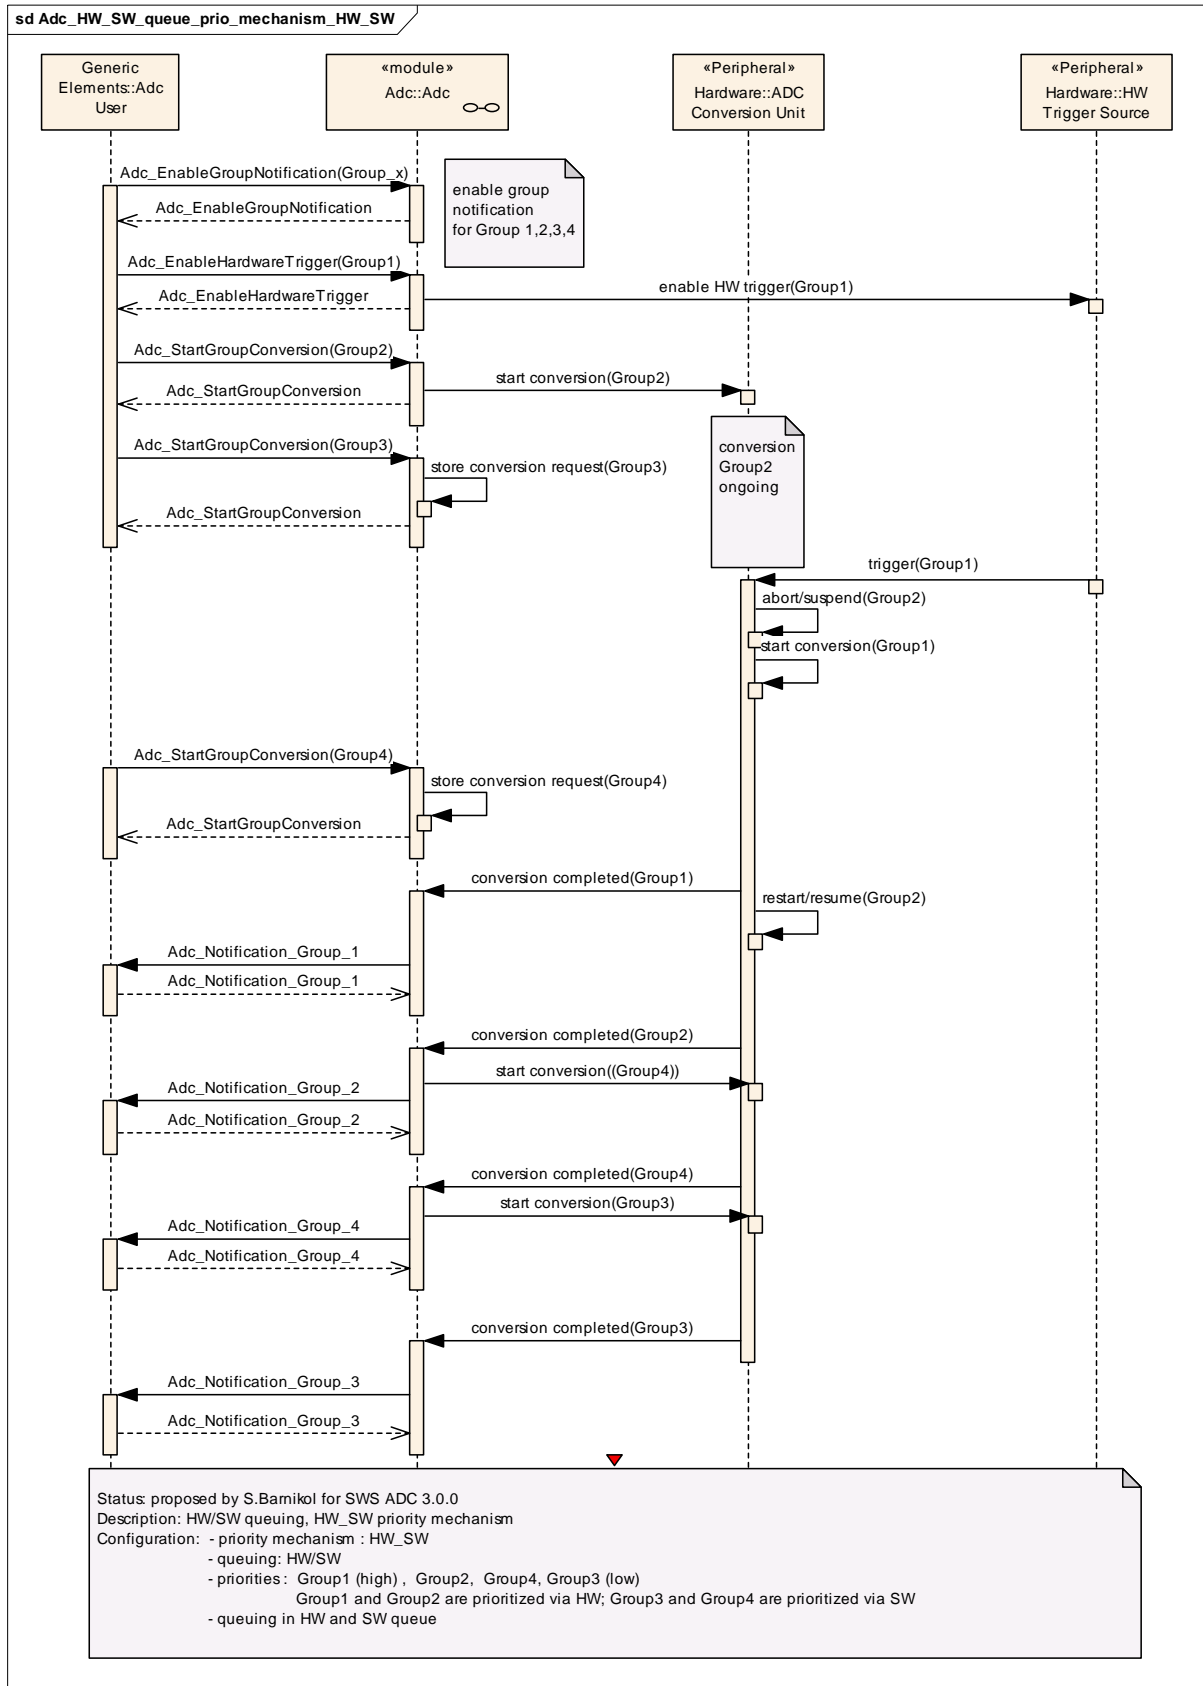 sd Adc_HW_SW_queue_prio_mechanism_HW_SW
Generic
Elements::Adc
User
«module»
Adc::Adc
«Peripheral»
Hardware::ADC
Conversion Unit
«Peripheral»
Hardware::HW
Trigger Source
Adc_EnableGroupNotification(Group_x)
enable group
notification
for Group 1,2,3,4
Adc_EnableGroupNotification
Adc_EnableHardwareTrigger(Group1)
enable HW trigger(Group1)
Adc_EnableHardwareTrigger
Adc_StartGroupConversion(Group2)
start conversion(Group2)
Adc_StartGroupConversion
Adc_StartGroupConversion(Group3)
conversion
Group2
ongoing
store conversion request(Group3)
Adc_StartGroupConversion
trigger(Group1)
abort/suspend(Group2)
start conversion(Group1)
Adc_StartGroupConversion(Group4)
store conversion request(Group4)
Adc_StartGroupConversion
conversion completed(Group1)
restart/resume(Group2)
Adc_Notification_Group_1
Adc_Notification_Group_1
conversion completed(Group2)
start conversion((Group4))
Adc_Notification_Group_2
Adc_Notification_Group_2
conversion completed(Group4)
start conversion(Group3)
Adc_Notification_Group_4
Adc_Notification_Group_4
conversion completed(Group3)
Adc_Notification_Group_3
Adc_Notification_Group_3
Status: proposed by S.Barnikol for SWS ADC 3.0.0
Description: HW/SW queuing, HW_SW priority mechanism
Configuration: - priority mechanism : HW_SW
- queuing: HW/SW
- priorities : Group1 (high) , Group2, Group4, Group3 (low)
Group1 and Group2 are prioritized via HW; Group3 and Group4 are prioritized via SW
- queuing in HW and SW queue